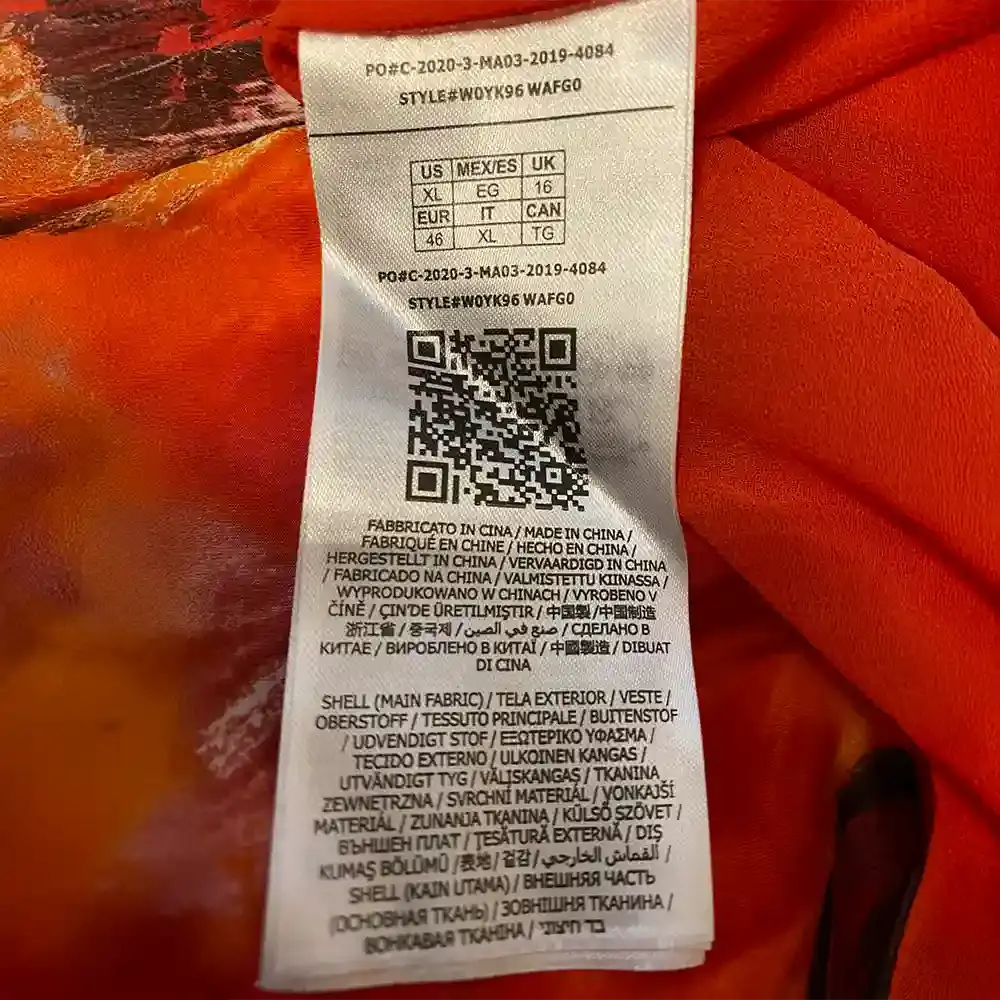 PO#C-2020-3-MA03-2019-4084
STYLE#W0YK96 WAFG0
US MEX/ES UK
XL EG 16
EUR IT CAN
46 XL TG
PO#C-2020-3-MA03-2019-4084
STYLE#W0YK96 WAFG0
FABBRICATO IN CINA / MADE IN CHINA /
FABRIQUÉ EN CHINE / HECHO EN CHINA /
HERGESTELLT IN CHINA / VERVAARDIGD IN CHINA
/ FABRICADO NA CHINA / VALMISTETTU KIINASSA /
WYPRODUKOWANO W CHINACH / VYROBENO V
ČÍNĚ / ÇIN'DE ÜRETILMIŞTIR / 中国製 /中国制造
浙江省 / 중국제 / صنع في الصين / СДЕЛАНО В
КИТАЕ / ВИРОБЛЕНО В КИТАЇ / 中國製造 / DIBUAT
DI CINA
SHELL (MAIN FABRIC) / TELA EXTERIOR / VESTE /
OBERSTOFF / TESSUTO PRINCIPALE / BUITENSTOF
/ UDVENDIGT STOF / ΕΞΩΤΕΡΙΚΟ ΥΦΑΣΜΑ /
TECIDO EXTERNO / ULKOINEN KANGAS /
UTVÄNDIGT TYG / VÄLISKANGAS / TKANINA
ZEWNETRZNA / SVRCHNÍ MATERIÁL / VONKAJŠÍ
MATERIÁL / ZUNANJA TKANINA / KÜLSŐ SZÖVET /
ВЪНШЕН ПЛАТ / ŢESĂTURĂ EXTERNĂ / DIŞ
KUMAŞ BÖLÜMÜ /表地 / 겉감 / القماش الخارجي /
SHELL (KAIN UTAMA) / ВНЕШНЯЯ ЧАСТЬ
(ОСНОВНАЯ ТКАНЬ) / ЗОВНІШНЯ ТКАНИНА /
ВОНКАВАЯ ТКАНІНА / בד חיצוני